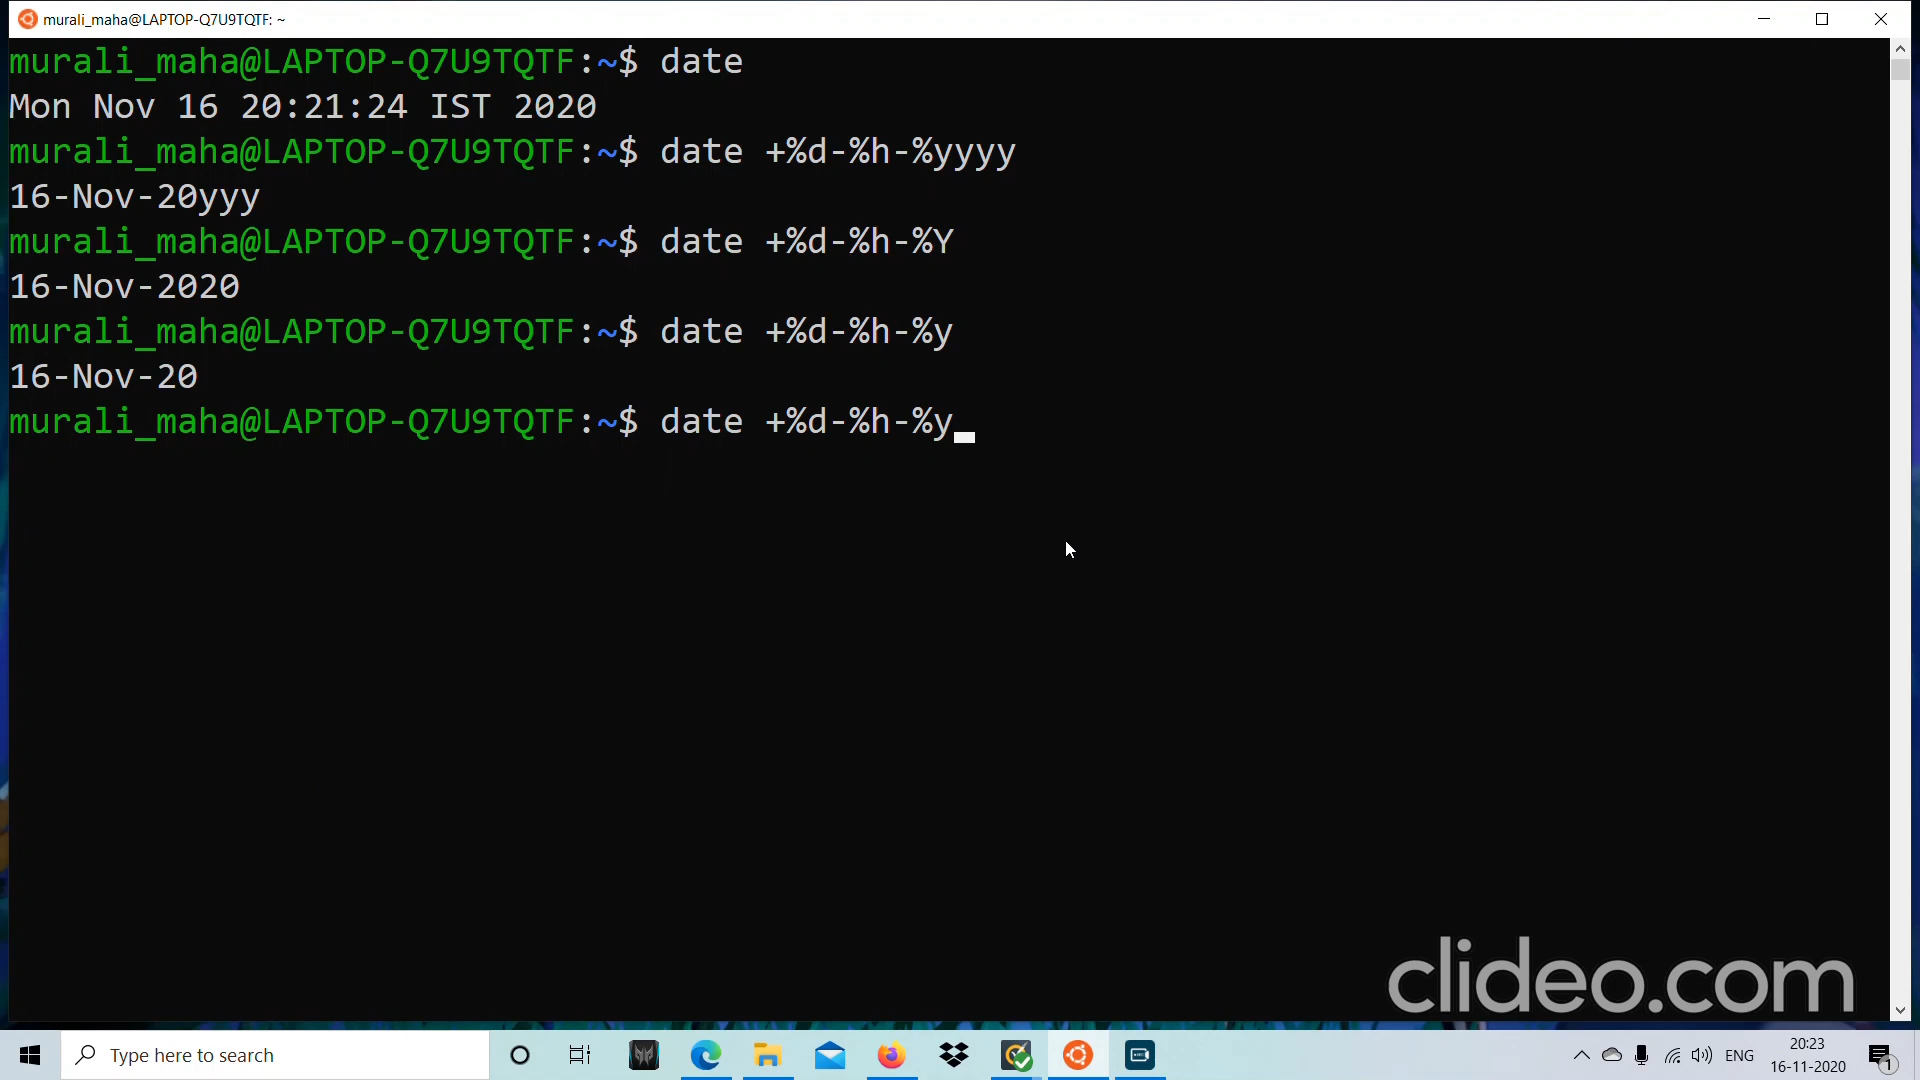 murali_maha@LAPTOP-Q7U9TQTF: ~
murali_maha@LAPTOP-Q7U9TQTF:~$ date
Mon Nov 16 20:21:24 IST 2020
murali_maha@LAPTOP-Q7U9TQTF:~$ date +%d-%h-%yyyy
16-Nov-20yyy
murali_maha@LAPTOP-Q7U9TQTF:~$ date +%d-%h-%Y
16-Nov-2020
murali_maha@LAPTOP-Q7U9TQTF:~$ date +%d-%h-%y
16-Nov-20
murali_maha@LAPTOP-Q7U9TQTF:~$ date +%d-%h-%y
clideo.com
Type here to search
ENG
20:23
16-11-2020
1